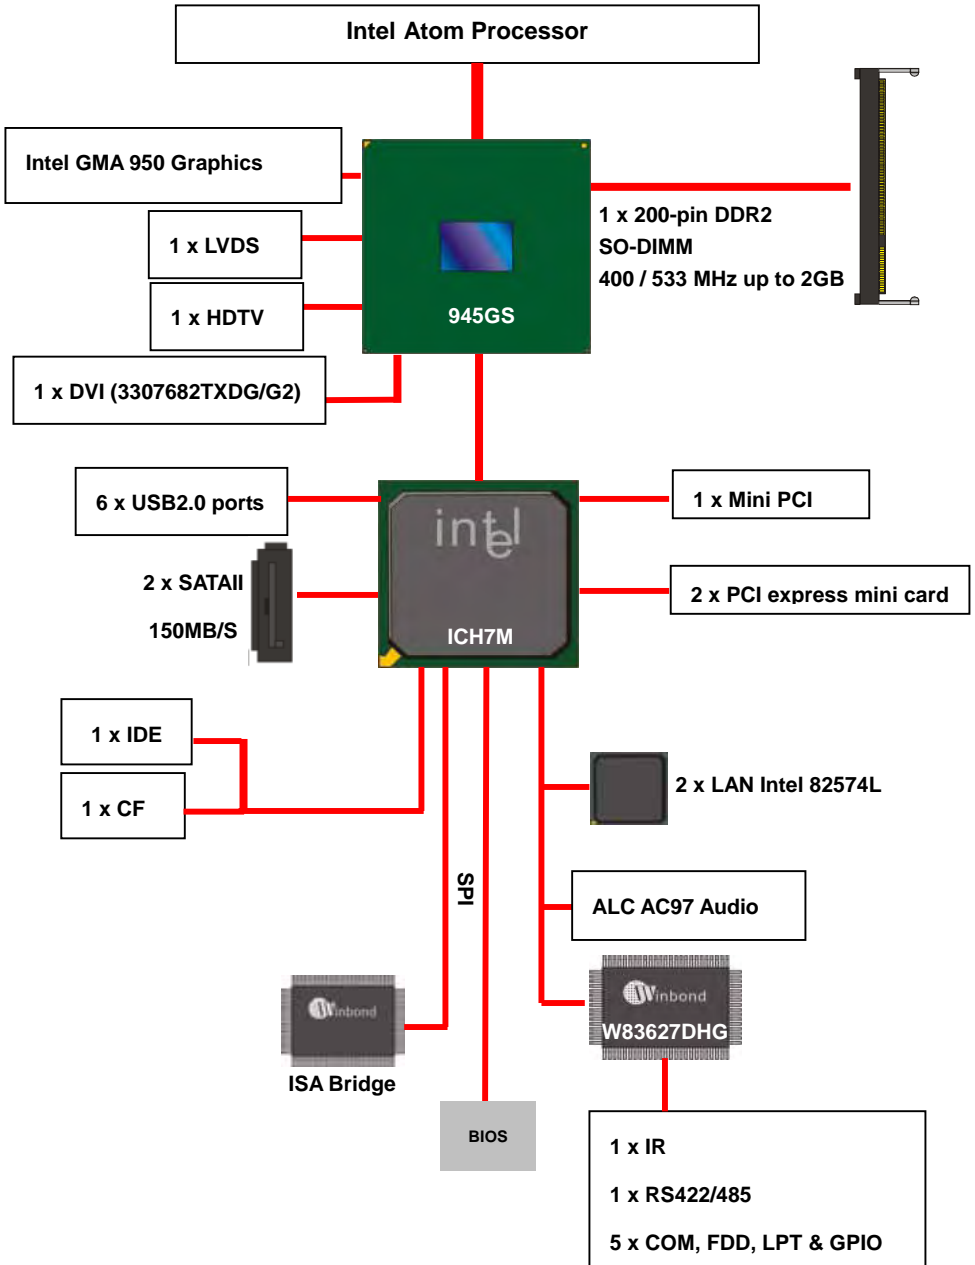 Intel Atom Processor
Intel GMA 950 Graphics
1 x LVDS
1 x HDTV
1 x DVI (3307682TXDG/G2)
945GS
1 x 200-pin DDR2
SO-DIMM
400 / 533 MHz up to 2GB
6 x USB2.0 ports
2 x SATAII
150MB/S
intel
ICH7M
1 x Mini PCI
2 x PCI express mini card
1 x IDE
1 x CF
2 x LAN Intel 82574L
SPI
ALC AC97 Audio
Winbond
ISA Bridge
Winbond
W83627DHG
BIOS
1 x IR
1 x RS422/485
5 x COM, FDD, LPT & GPIO